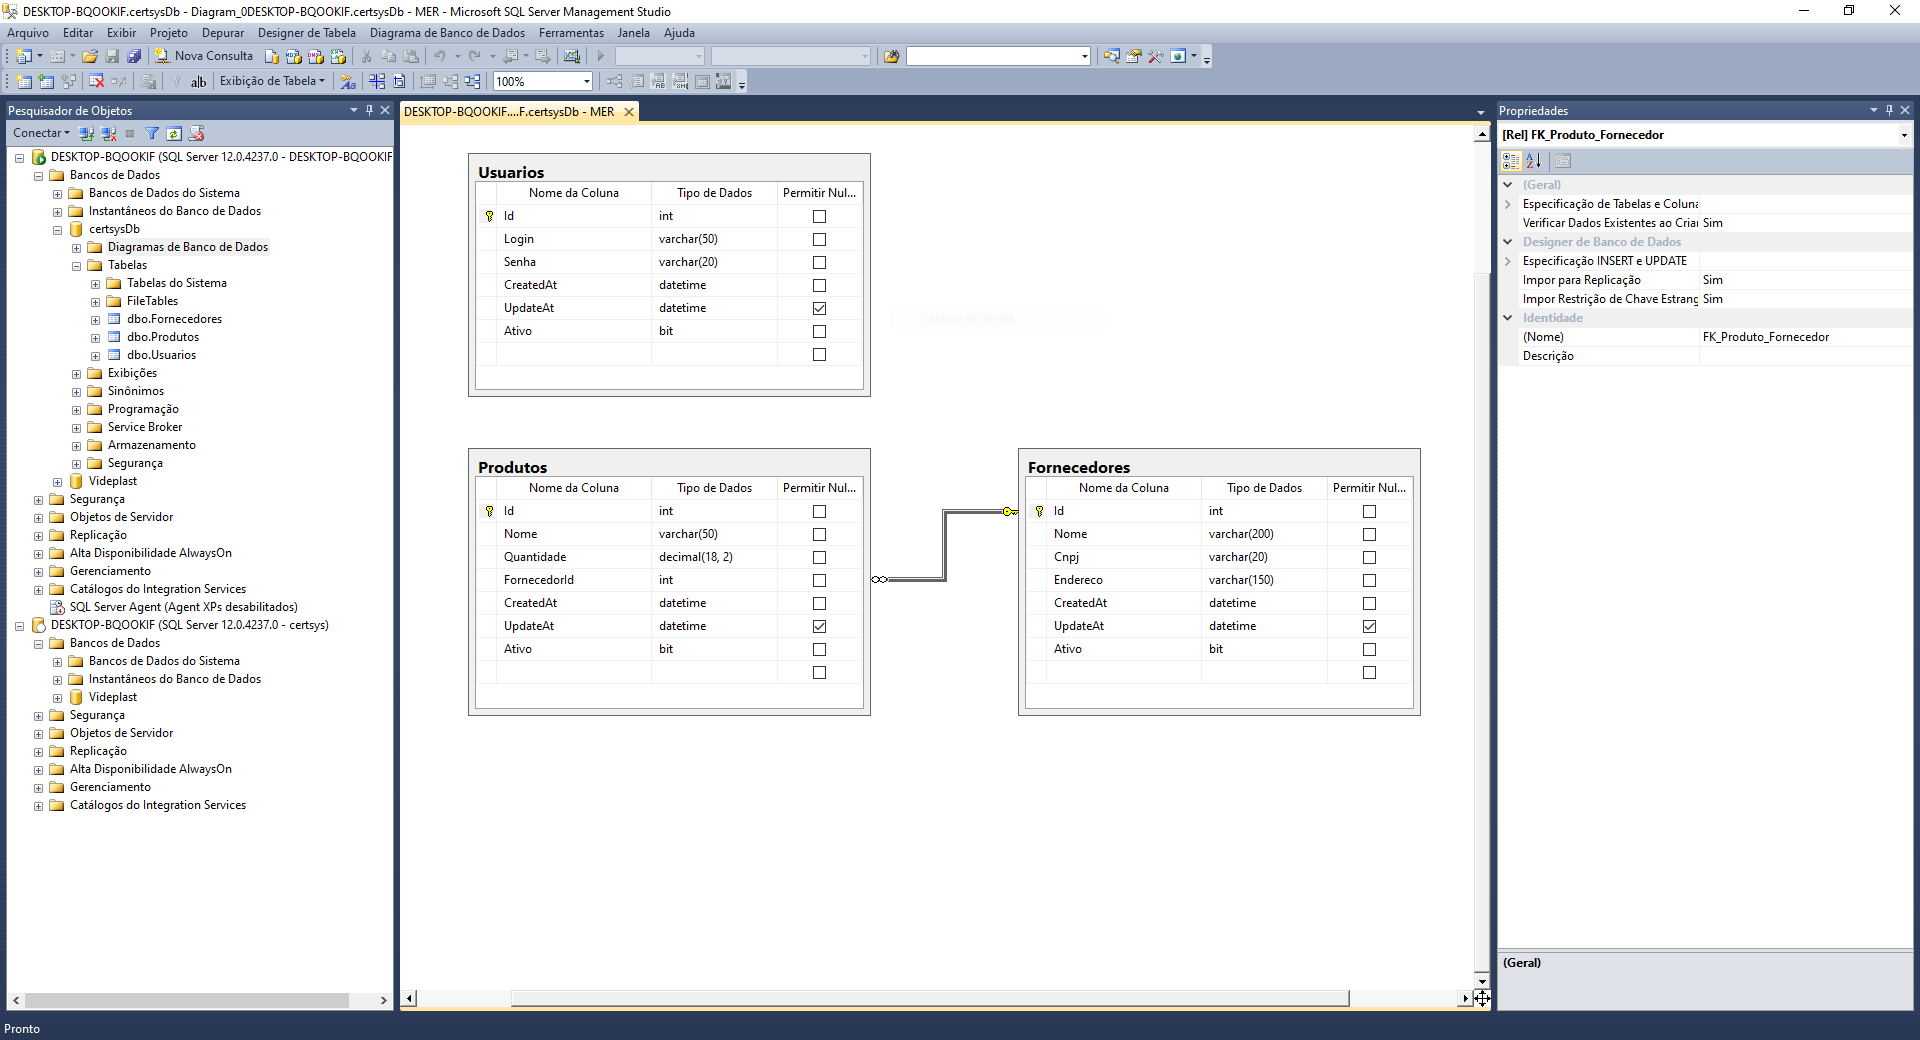 DESKTOP-BQOOKIF.certsysDb - Diagram_0DESKTOP-BQOOKIF.certsysDb - MER - Microsoft SQL Server Management Studio
Arquivo Editar Exibir Projeto Depurar Designer de Tabela Diagrama de Banco de Dados Ferramentas Janela Ajuda
Nova Consulta
Exibição de Tabela
100%
Pesquisador de Objetos
Conectar
DESKTOP-BQOOKIF (SQL Server 12.0.4237.0 - DESKTOP-BQOOKIF
Bancos de Dados
Bancos de Dados do Sistema
Instantâneos do Banco de Dados
certsysDb
Diagramas de Banco de Dados
Tabelas
Tabelas do Sistema
FileTables
dbo.Fornecedores
dbo.Produtos
dbo.Usuarios
Exibições
Sinônimos
Programação
Service Broker
Armazenamento
Segurança
Videplast
Segurança
Objetos de Servidor
Replicação
Alta Disponibilidade AlwaysOn
Gerenciamento
Catálogos do Integration Services
SQL Server Agent (Agent XPs desabilitados)
DESKTOP-BQOOKIF (SQL Server 12.0.4237.0 - certsys)
Bancos de Dados
Bancos de Dados do Sistema
Instantâneos do Banco de Dados
Videplast
Segurança
Objetos de Servidor
Replicação
Alta Disponibilidade AlwaysOn
Gerenciamento
Catálogos do Integration Services
DESKTOP-BQOOKIF....F.certsysDb - MER
Usuarios
Nome da Coluna Tipo de Dados Permitir Nul...
Id int
Login varchar(50)
Senha varchar(20)
CreatedAt datetime
UpdateAt datetime
Ativo bit
Produtos
Nome da Coluna Tipo de Dados Permitir Nul...
Id int
Nome varchar(50)
Quantidade decimal(18, 2)
FornecedorId int
CreatedAt datetime
UpdateAt datetime
Ativo bit
Fornecedores
Nome da Coluna Tipo de Dados Permitir Nul...
Id int
Nome varchar(200)
Cnpj varchar(20)
Endereco varchar(150)
CreatedAt datetime
UpdateAt datetime
Ativo bit
Propriedades
[Rel] FK_Produto_Fornecedor
(Geral)
Especificação de Tabelas e Coluna
Verificar Dados Existentes ao Criar Sim
Designer de Banco de Dados
Especificação INSERT e UPDATE
Impor para Replicação Sim
Impor Restrição de Chave Estrang Sim
Identidade
(Nome) FK_Produto_Fornecedor
Descrição
(Geral)
Pronto